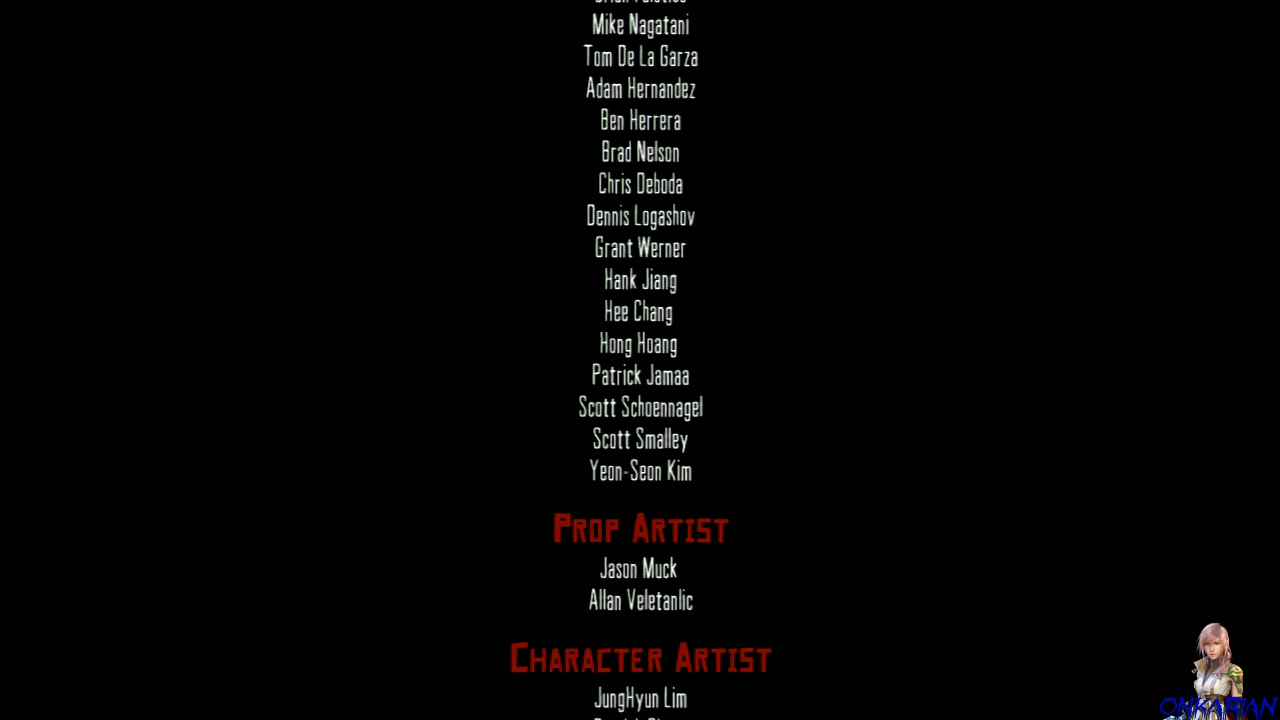 Mike Nagatani
Tom De La Garza
Adam Hernandez
Ben Herrera
Brad Nelson
Chris Deboda
Dennis Logashov
Grant Werner
Hank Jiang
Hee Chang
Hong Hoang
Patrick Jamaa
Scott Schoennagel
Scott Smalley
Yeon-Seon Kim
PROP ARTIST
Jason Muck
Allan Veletanlic
CHARACTER ARTIST
JungHyun Lim
ONKARIAN